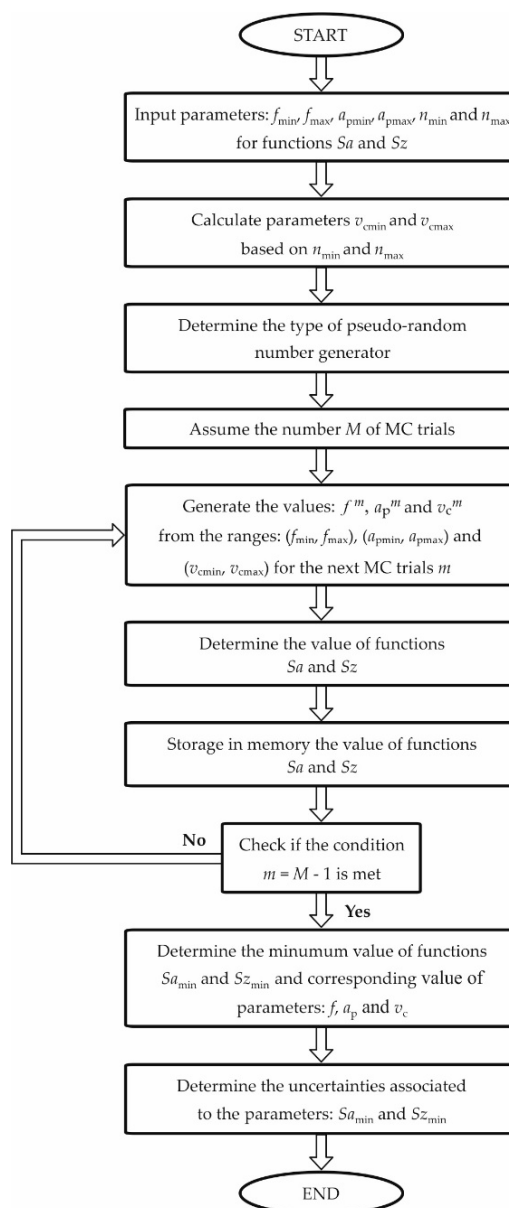 START
Input parameters: fmin, fmax, apmin, apmax, nmin and nmax
for functions Sa and Sz
Calculate parameters vcmin and vcmax
based on nmin and nmax
Determine the type of pseudo-random
number generator
Assume the number M of MC trials
Generate the values: f^m, ap^m and vc^m
from the ranges: (fmin, fmax), (apmin, apmax) and
(vcmin, vcmax) for the next MC trials m
Determine the value of functions
Sa and Sz
Storage in memory the value of functions
Sa and Sz
No
Check if the condition
m = M - 1 is met
Yes
Determine the minumum value of functions
Samin and Szmin and corresponding value of
parameters: f, ap and vc
Determine the uncertainties associated
to the parameters: Samin and Szmin
END